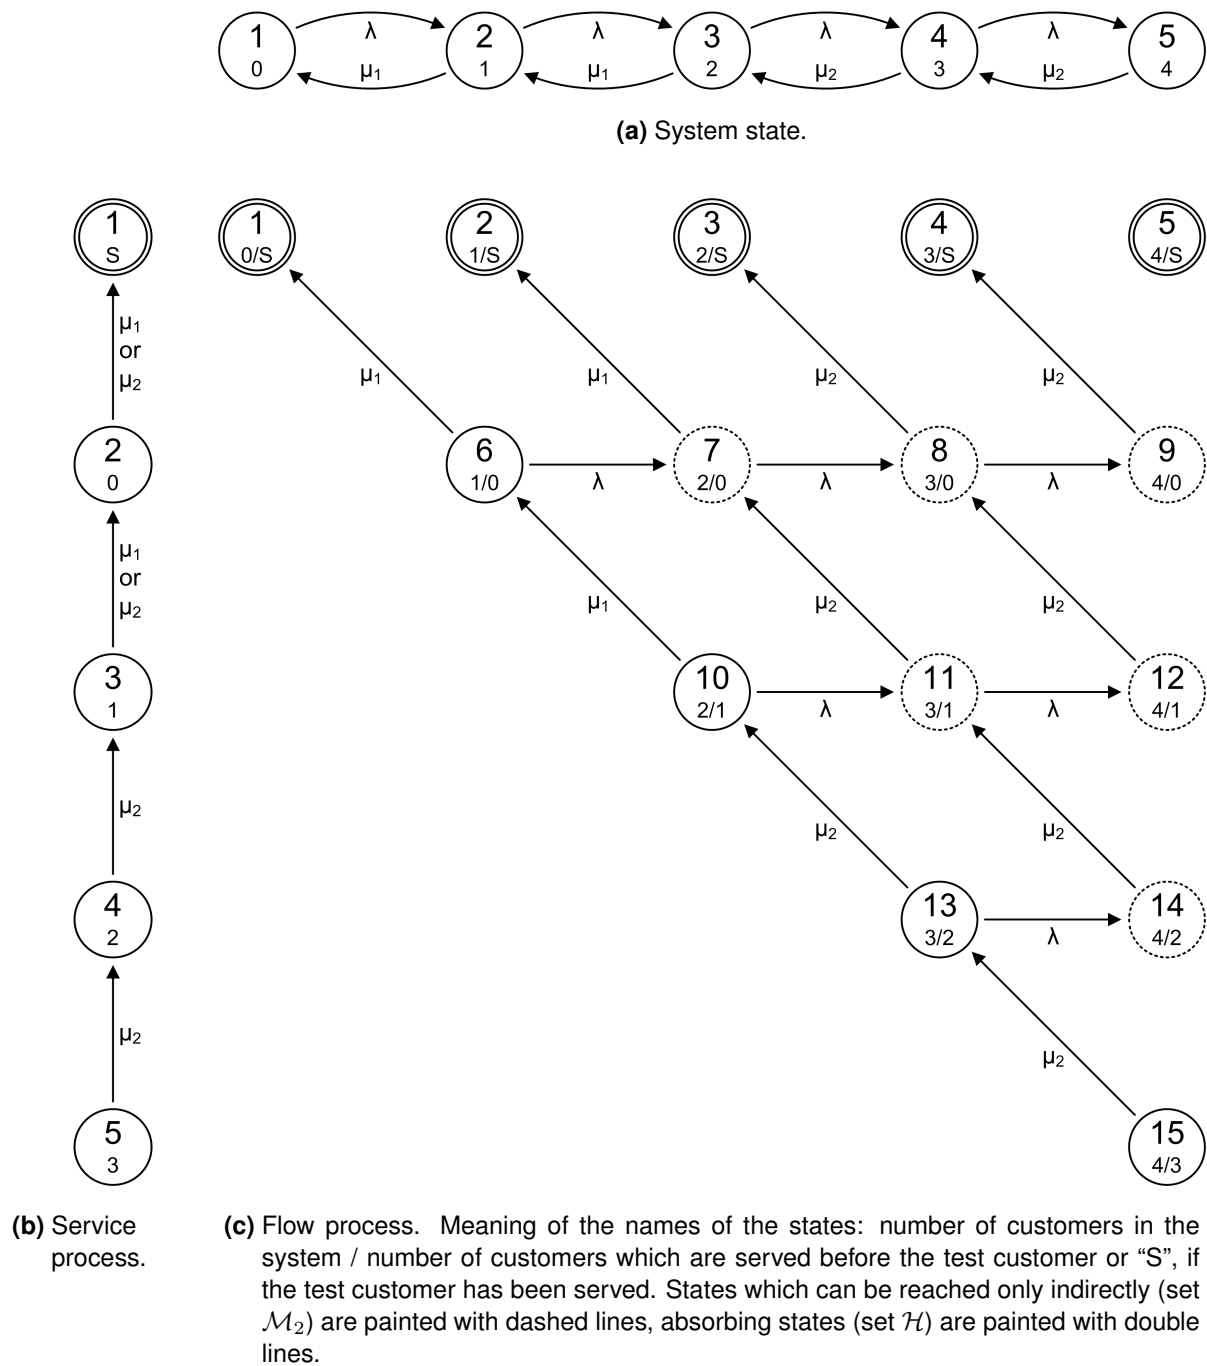 1 2 3 4 5
0 1 2 3 4
λ λ λ λ
μ1 μ1 μ2 μ2
(a) System state.
1
S
μ1
or
μ2
2
0
μ1
or
μ2
3
1
μ2
4
2
μ2
5
3
(b) Service
process.
1 2 3 4 5
0/S 1/S 2/S 3/S 4/S
μ1 μ1 μ2 μ2
6 7 8 9
1/0 2/0 3/0 4/0
λ λ λ
μ1 μ2 μ2
10 11 12
2/1 3/1 4/1
λ λ
μ2 μ2
13 14
3/2 4/2
λ
μ2
15
4/3
(c) Flow process. Meaning of the names of the states: number of customers in the
system / number of customers which are served before the test customer or “S”, if
the test customer has been served. States which can be reached only indirectly (set
ℳ2) are painted with dashed lines, absorbing states (set ℋ) are painted with double
lines.